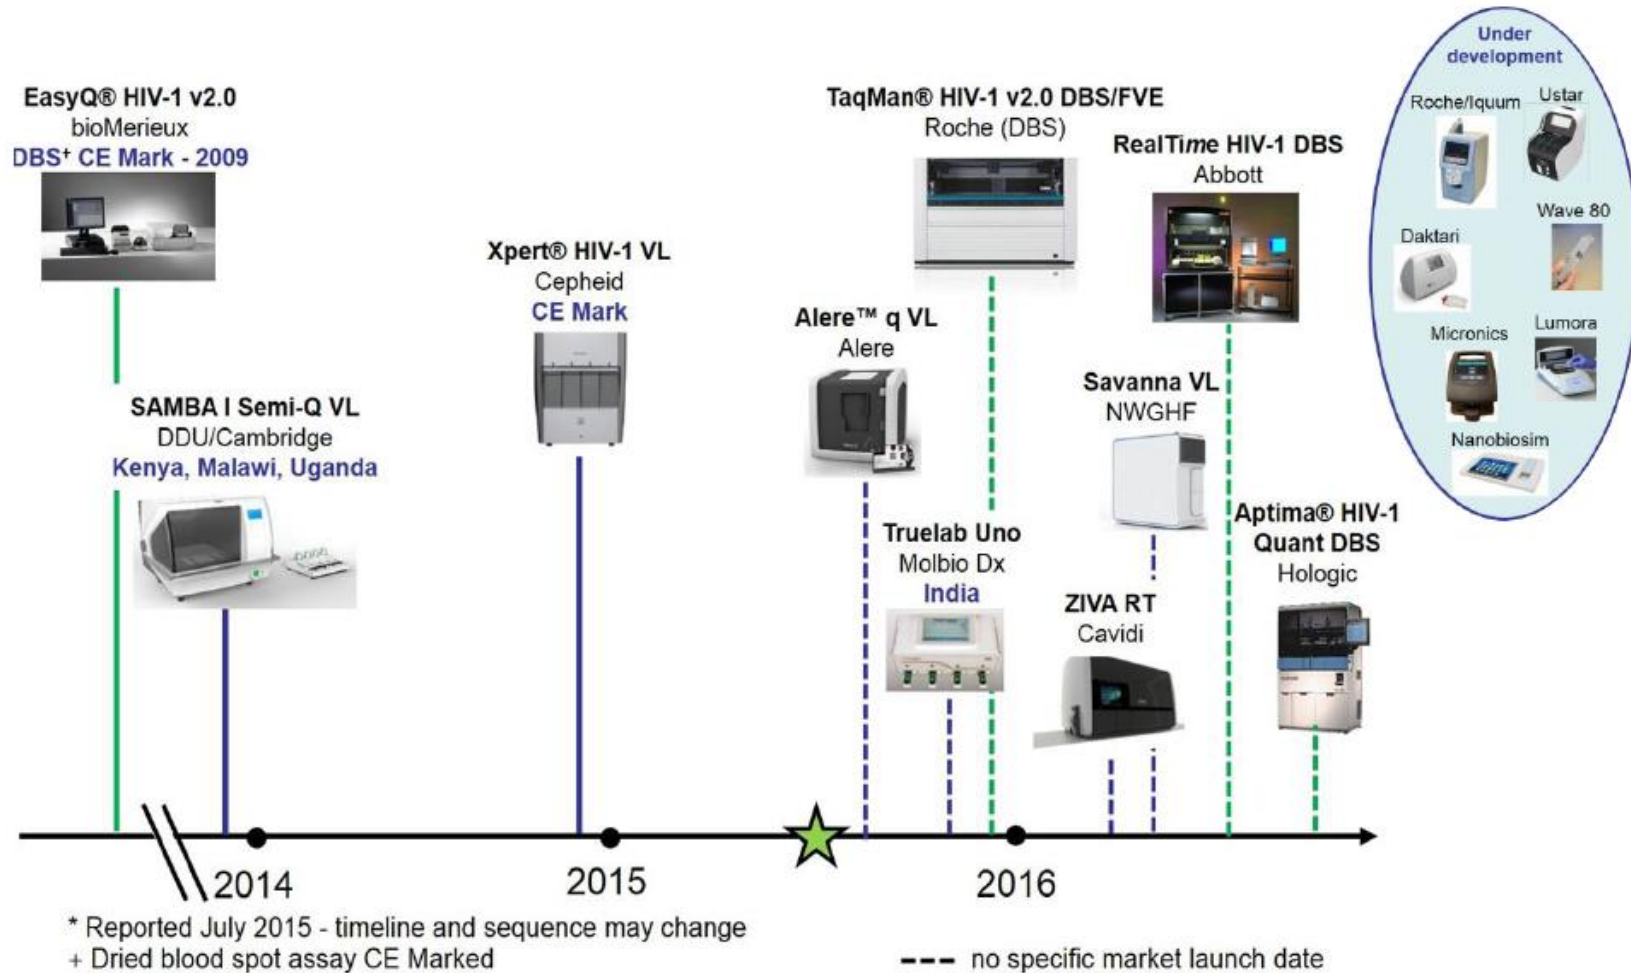 EasyQ® HIV-1 v2.0
bioMerieux
DBS⁺ CE Mark - 2009
SAMBA I Semi-Q VL
DDU/Cambridge
Kenya, Malawi, Uganda
Xpert® HIV-1 VL
Cepheid
CE Mark
Alere™ q VL
Alere
TaqMan® HIV-1 v2.0 DBS/FVE
Roche (DBS)
Truelab Uno
Molbio Dx
India
RealTime HIV-1 DBS
Abbott
Savanna VL
NWGHF
ZIVA RT
Cavidi
Aptima® HIV-1
Quant DBS
Hologic
Under
development
Roche/Iquum
Ustar
Wave 80
Daktari
Micronics
Lumora
Nanobiosim
2014
2015
2016
* Reported July 2015 - timeline and sequence may change
+ Dried blood spot assay CE Marked
--- no specific market launch date